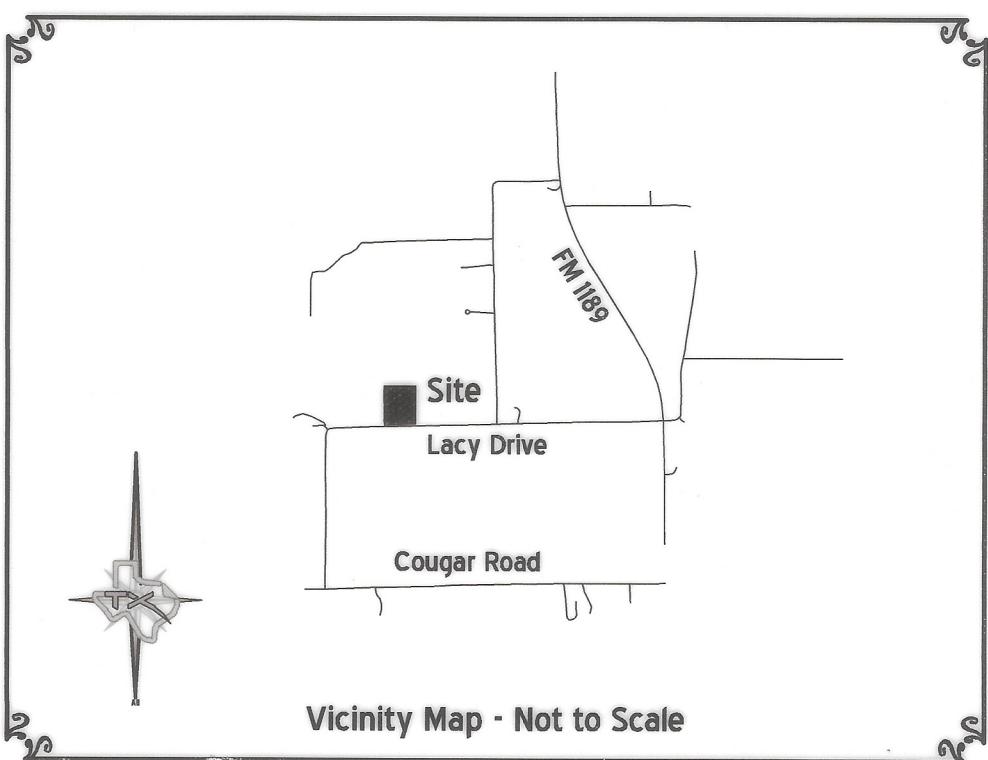 FM 1189
Site
Lacy Drive
Cougar Road
TX
Vicinity Map - Not to Scale